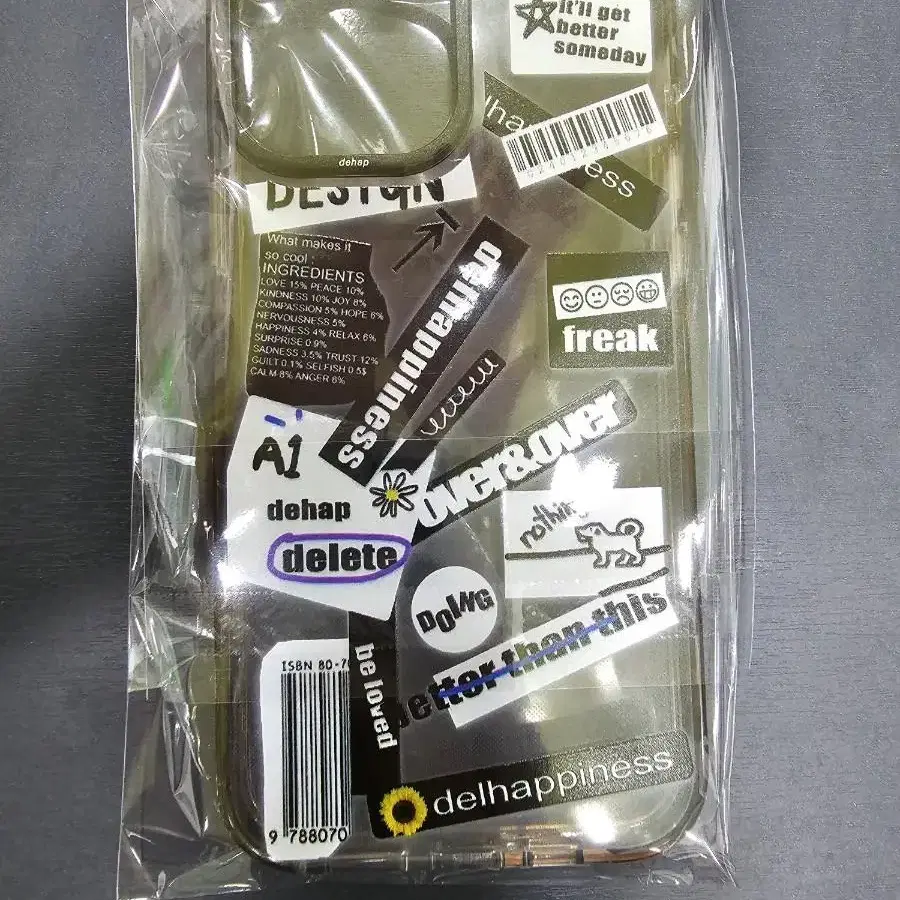 it'll get
better
someday
dehap
DESIGN
What makes it
so cool :
INGREDIENTS
LOVE 15% PEACE 10%
KINDNESS 10% JOY 8%
COMPASSION 5% HOPE 6%
NERVOUSNESS 5%
HAPPINESS 4% RELAX 6%
SURPRISE 0.9%
SADNESS 3.5% TRUST 12%
GUILT 0.1% SELFISH 0.5$
CALM 8% ANGER 6%
delhappiness
freak
over&over
A1
dehap
delete
nothing
DOING
better than this
ISBN 80-70
be loved
9 788070
delhappiness